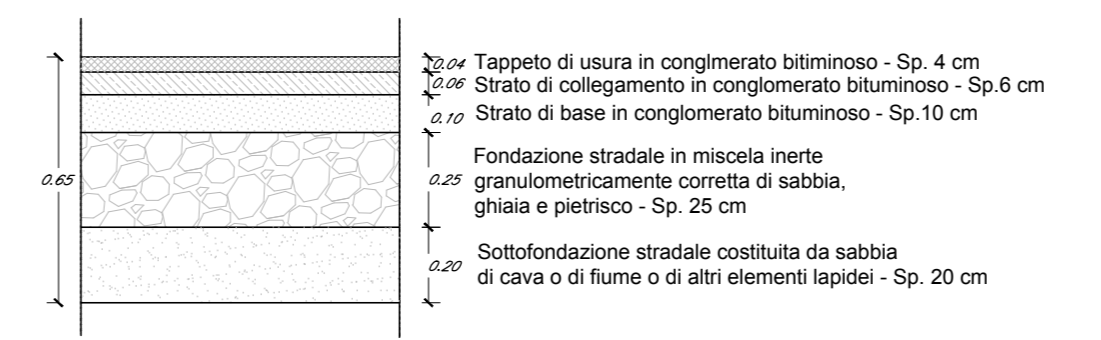 0.65
0.04 Tappeto di usura in conglmerato bitiminoso - Sp. 4 cm
0.06 Strato di collegamento in conglomerato bituminoso - Sp.6 cm
0.10 Strato di base in conglomerato bituminoso - Sp.10 cm
Fondazione stradale in miscela inerte
0.25 granulometricamente corretta di sabbia,
ghiaia e pietrisco - Sp. 25 cm
Sottofondazione stradale costituita da sabbia
0.20 di cava o di fiume o di altri elementi lapidei - Sp. 20 cm